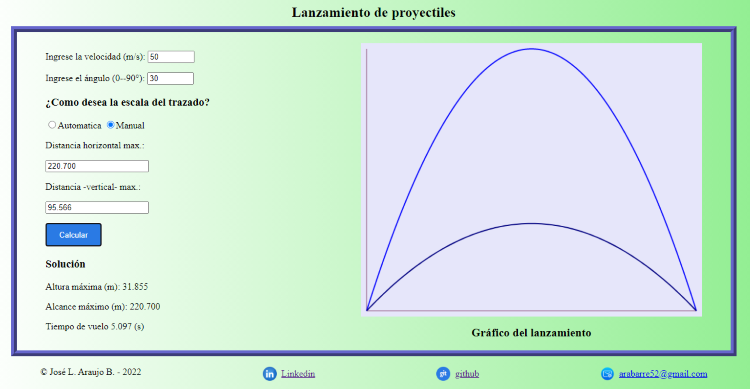 Lanzamiento de proyectiles
Ingrese la velocidad (m/s): 50
Ingrese el ángulo (0--90°): 30
¿Como desea la escala del trazado?
Automatica Manual
Distancia horizontal max.:
220.700
Distancia -vertical- max.:
95.566
Calcular
Solución
Altura máxima (m): 31.855
Alcance máximo (m): 220.700
Tiempo de vuelo 5.097 (s)
Gráfico del lanzamiento
© José L. Araujo B. - 2022
in Linkedin
git github
arabarre52@gmail.com